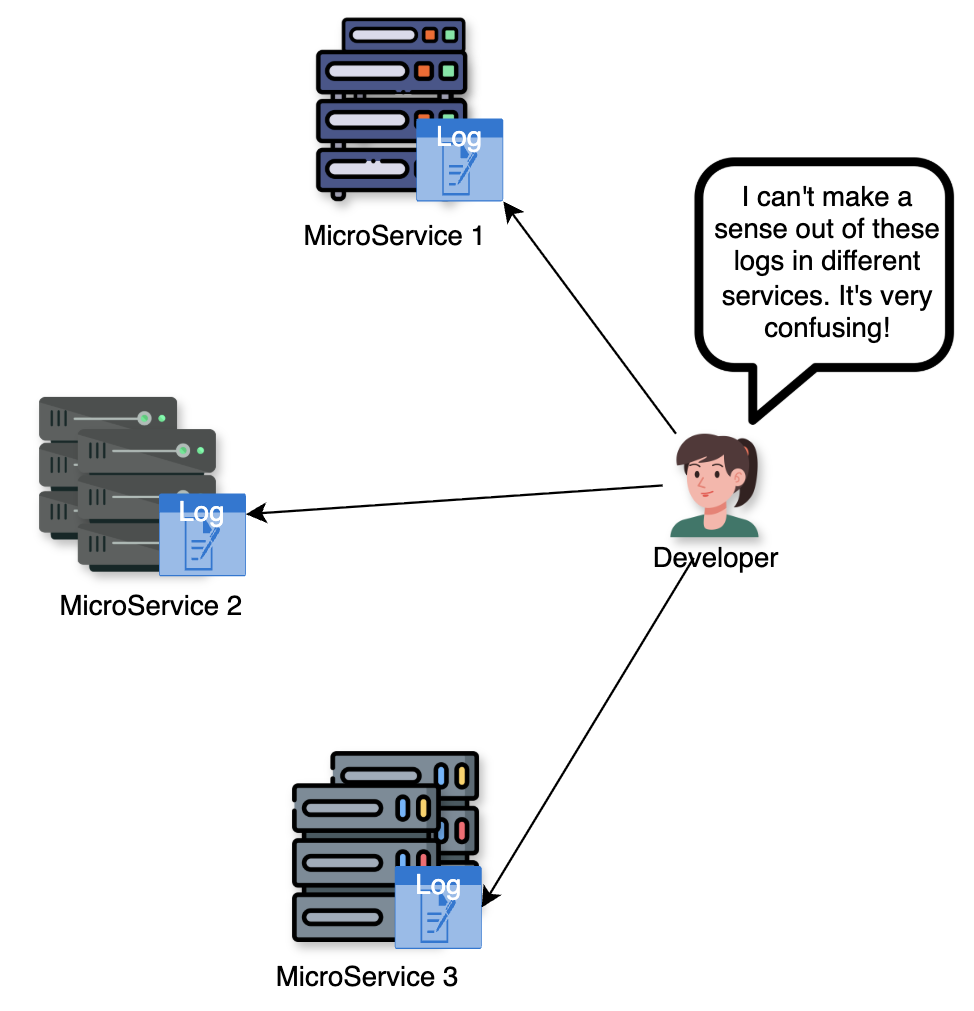 Log
MicroService 1
I can't make a
sense out of these
logs in different
services. It's very
confusing!
Log
MicroService 2
Developer
Log
MicroService 3